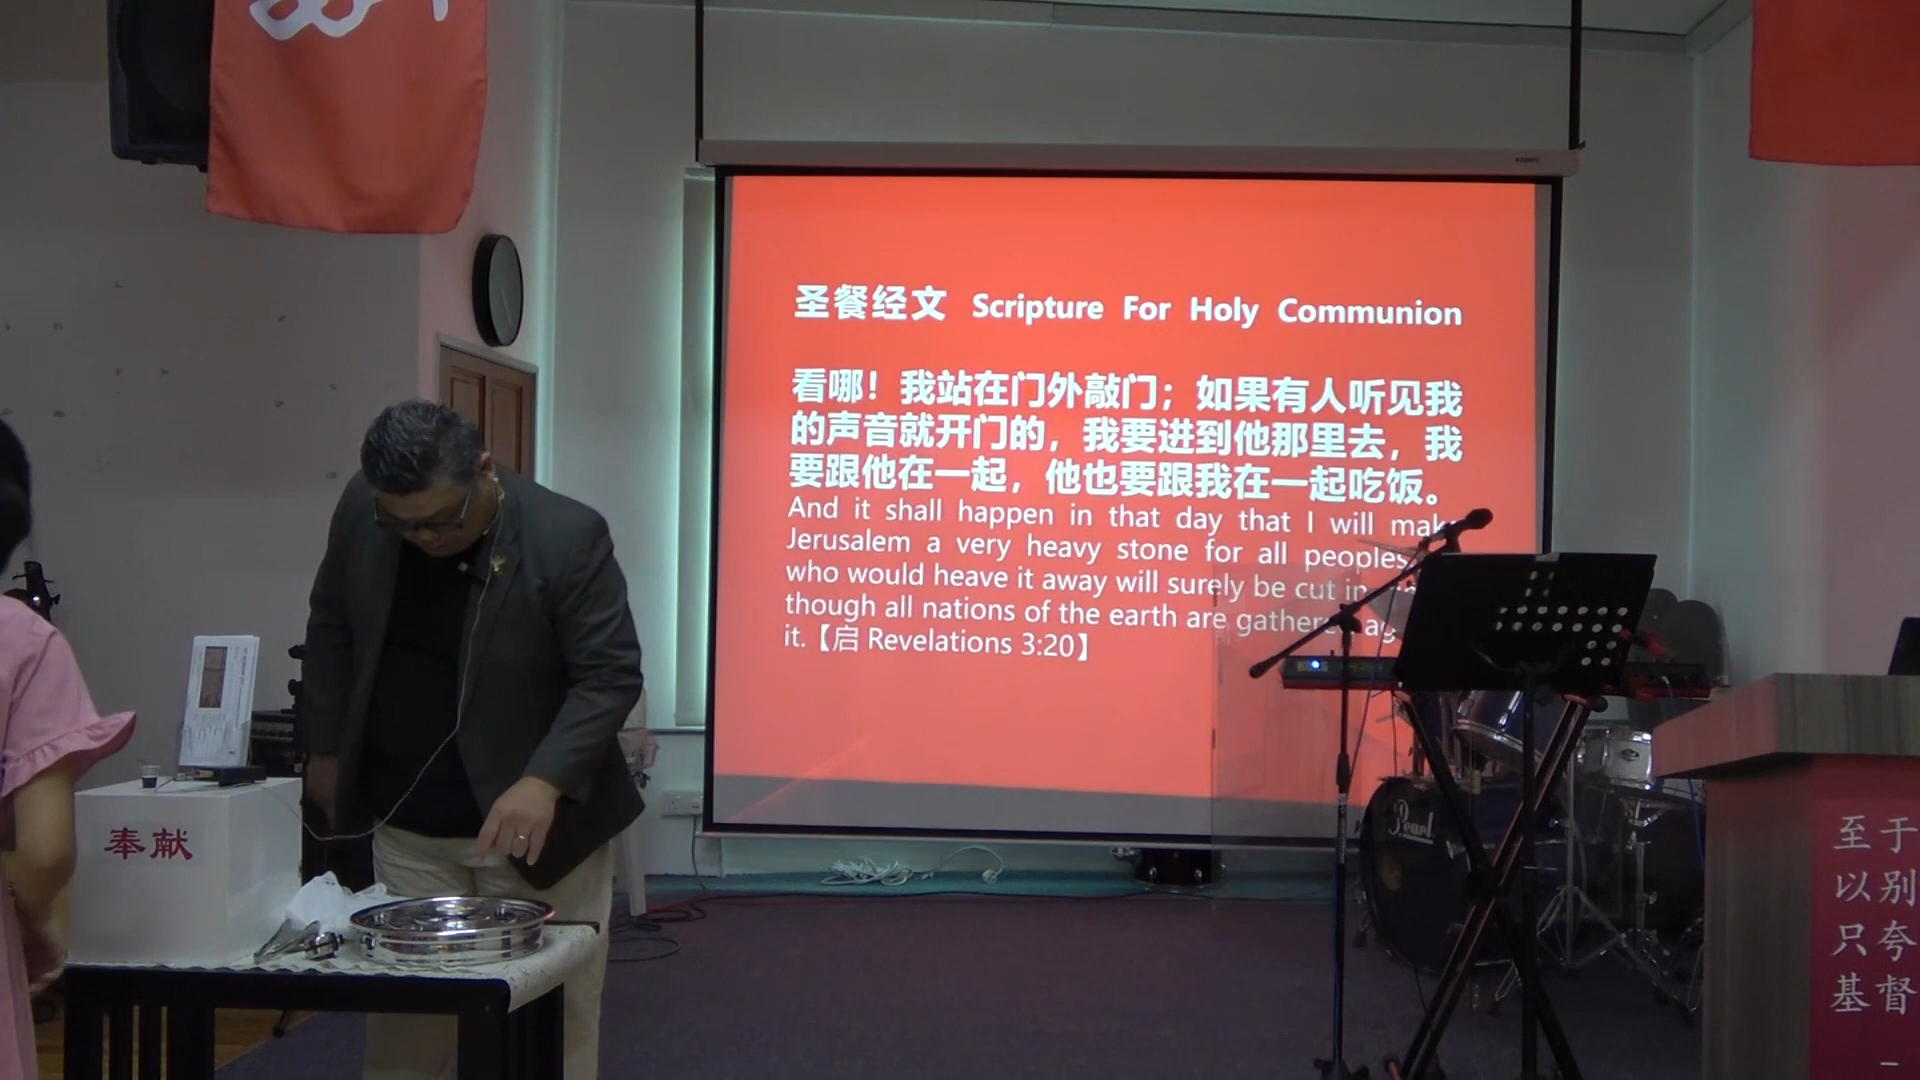 圣餐经文 Scripture For Holy Communion
看哪！我站在门外敲门；如果有人听见我
的声音就开门的，我要进到他那里去，我
要跟他在一起，他也要跟我在一起吃饭。
And it shall happen in that day that I will make
Jerusalem a very heavy stone for all peoples
who would heave it away will surely be cut in
though all nations of the earth are gathered
it.【启 Revelations 3:20】
奉献
Pearl
至于
以别
只夸
基督